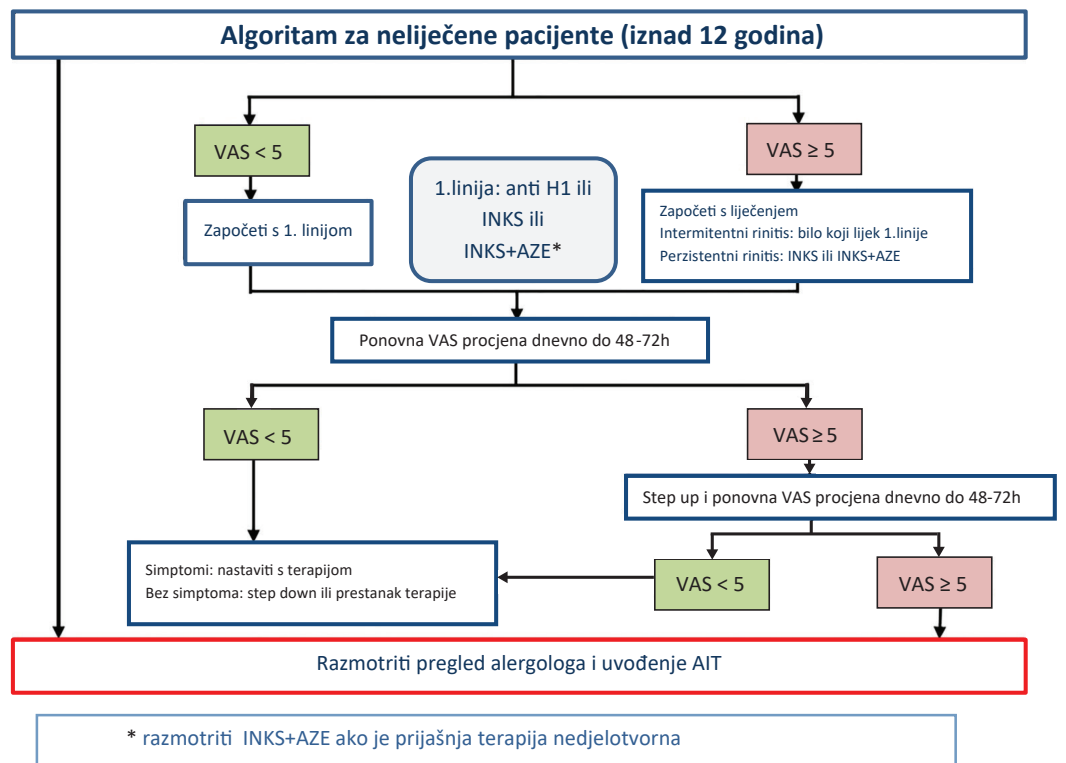 Algoritam za neliječene pacijente (iznad 12 godina)
VAS < 5
VAS ≥ 5
Započeti s 1. linijom
1.linija: anti H1 ili
INKS ili
INKS+AZE*
Započeti s liječenjem
Intermitentni rinitis: bilo koji lijek 1.linije
Perzistentni rinitis: INKS ili INKS+AZE
Ponovna VAS procjena dnevno do 48-72h
VAS < 5
VAS ≥ 5
Step up i ponovna VAS procjena dnevno do 48-72h
Simptomi: nastaviti s terapijom
Bez simptoma: step down ili prestanak terapije
VAS < 5
VAS ≥ 5
Razmotriti pregled alergologa i uvođenje AIT
* razmotriti INKS+AZE ako je prijašnja terapija nedjelotvorna